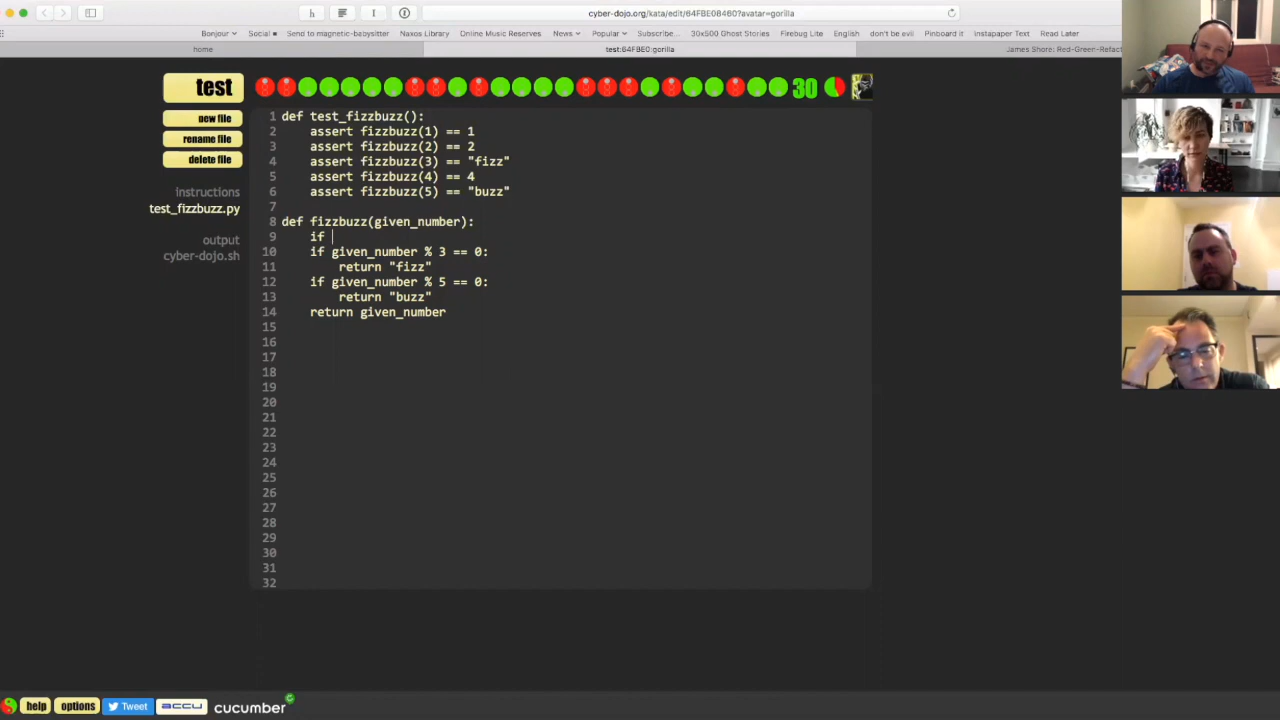 cyber-dojo.org/kata/edit/64FBE08460?avatar=gorilla
Bonjour Social Send to magnetic-babysitter Naxos Library Online Music Reserves News Popular Subscribe... 30x500 Ghost Stories Firebug Lite English don't be evil Pinboard it Instapaper Text Read Later
home test:64FBE0:gorilla James Shore: Red-Green-Refact
test 30
new file
rename file
delete file
instructions
test_fizzbuzz.py
output
cyber-dojo.sh
1 def test_fizzbuzz():
2 assert fizzbuzz(1) == 1
3 assert fizzbuzz(2) == 2
4 assert fizzbuzz(3) == "fizz"
5 assert fizzbuzz(4) == 4
6 assert fizzbuzz(5) == "buzz"
7
8 def fizzbuzz(given_number):
9 if
10 if given_number % 3 == 0:
11 return "fizz"
12 if given_number % 5 == 0:
13 return "buzz"
14 return given_number
15
16
17
18
19
20
21
22
23
24
25
26
27
28
29
30
31
32
help options Tweet accu cucumber